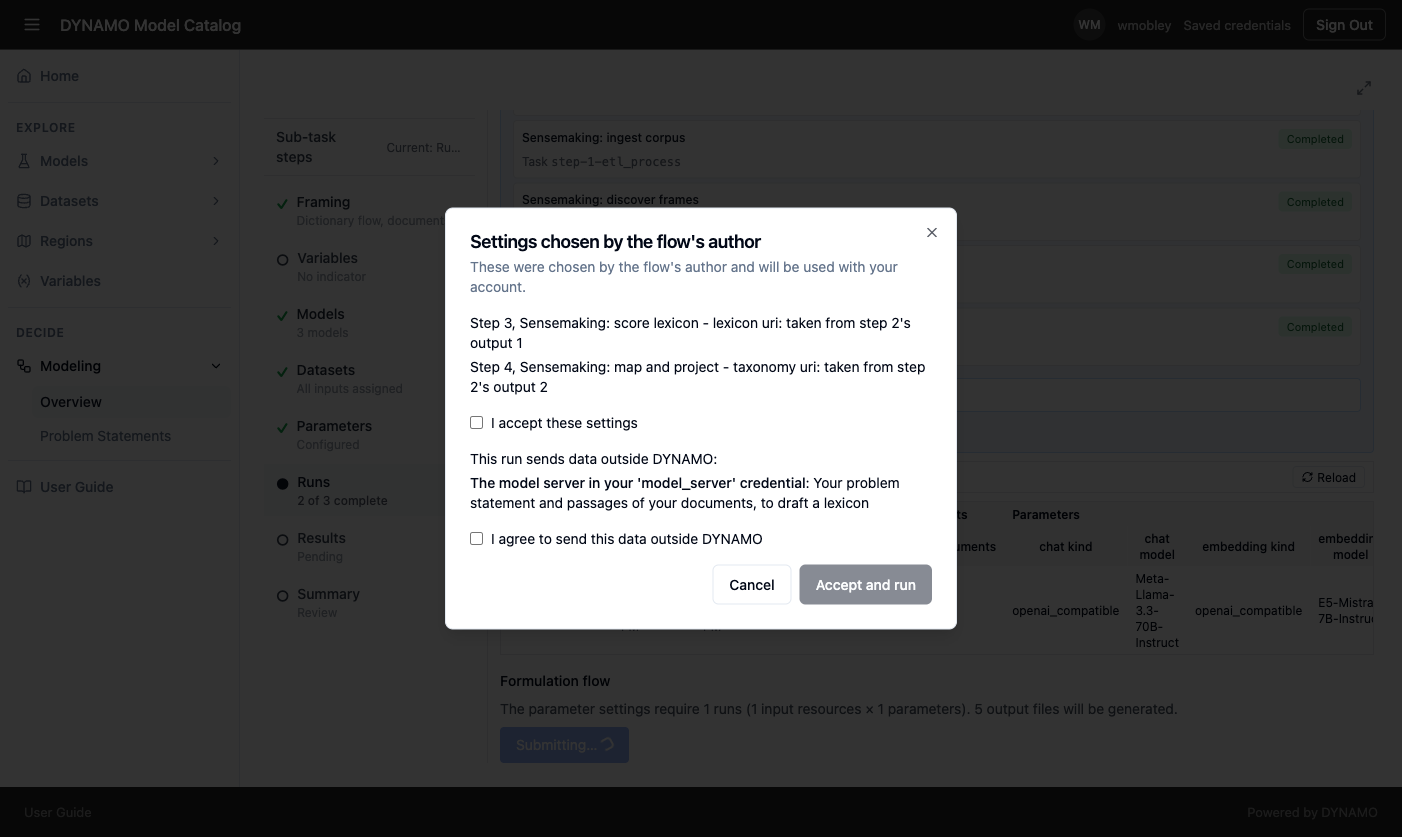 DYNAMO Model Catalog
WM
wmobley
Saved credentials
Sign Out
Home
EXPLORE
Models
Datasets
Regions
Variables
DECIDE
Modeling
Overview
Problem Statements
User Guide
Sub-task
steps
Current: Ru...
Framing
Dictionary flow, document
Variables
No indicator
Models
3 models
Datasets
All inputs assigned
Parameters
Configured
Runs
2 of 3 complete
Results
Pending
Summary
Review
Sensemaking: ingest corpus
Completed
Task step-1-etl_process
Sensemaking: discover frames
Completed
Completed
Completed
Settings chosen by the flow's author
These were chosen by the flow's author and will be used with your
account.
Step 3, Sensemaking: score lexicon - lexicon uri: taken from step 2's
output 1
Step 4, Sensemaking: map and project - taxonomy uri: taken from step
2's output 2
I accept these settings
This run sends data outside DYNAMO:
The model server in your 'model_server' credential: Your problem
statement and passages of your documents, to draft a lexicon
I agree to send this data outside DYNAMO
Cancel
Accept and run
Reload
Parameters
chat kind
chat
model
embedding kind
model
openai_compatible
Meta-
Llama-
3.3-
70B-
Instruct
openai_compatible
Formulation flow
The parameter settings require 1 runs (1 input resources × 1 parameters). 5 output files will be generated.
Submitting...
User Guide
Powered by DYNAMO